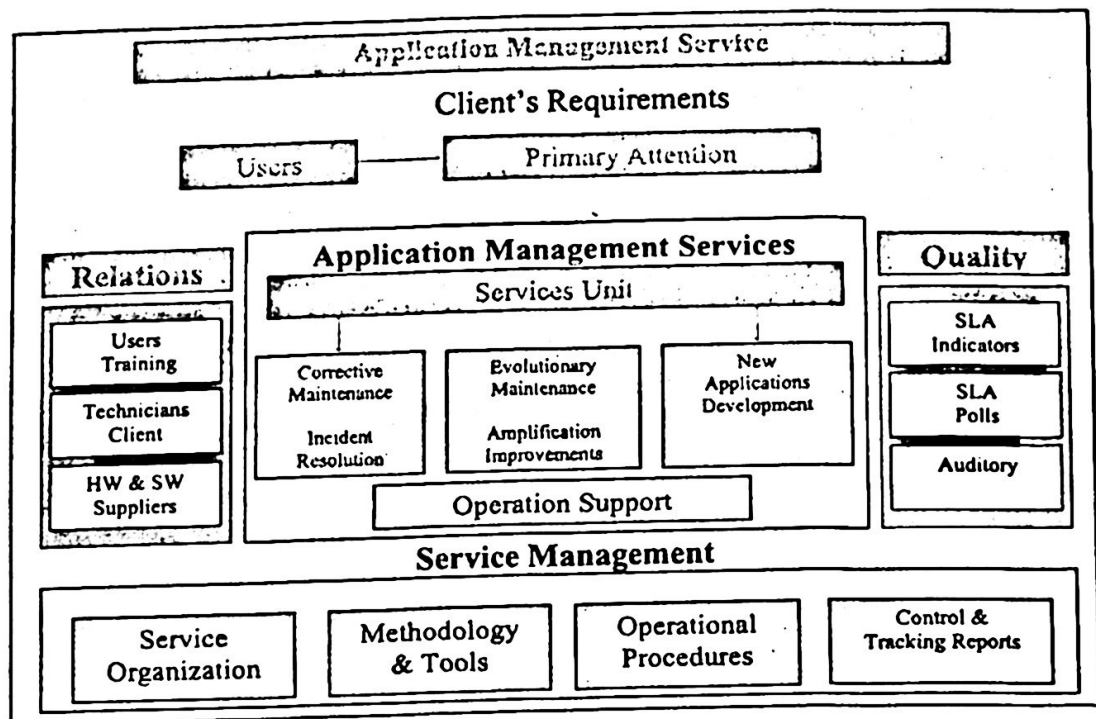 Application Management Service
Client's Requirements
Users
Primary Attention
Relations
Users
Training
Technicians
Client
HW & SW
Suppliers
Application Management Services
Services Unit
Corrective
Maintenance
Incident
Resolution
Evolutionary
Maintenance
Amplification
Improvements
New
Applications
Development
Operation Support
Quality
SLA
Indicators
SLA
Polls
Auditory
Service Management
Service
Organization
Methodology
& Tools
Operational
Procedures
Control &
Tracking Reports